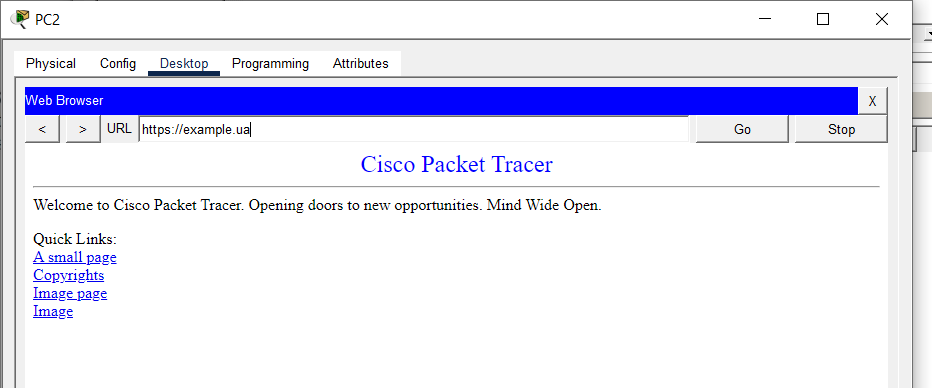 PC2
Physical Config Desktop Programming Attributes
Web Browser X
< > URL https://example.ua Go Stop
Cisco Packet Tracer
Welcome to Cisco Packet Tracer. Opening doors to new opportunities. Mind Wide Open.
Quick Links:
A small page
Copyrights
Image page
Image